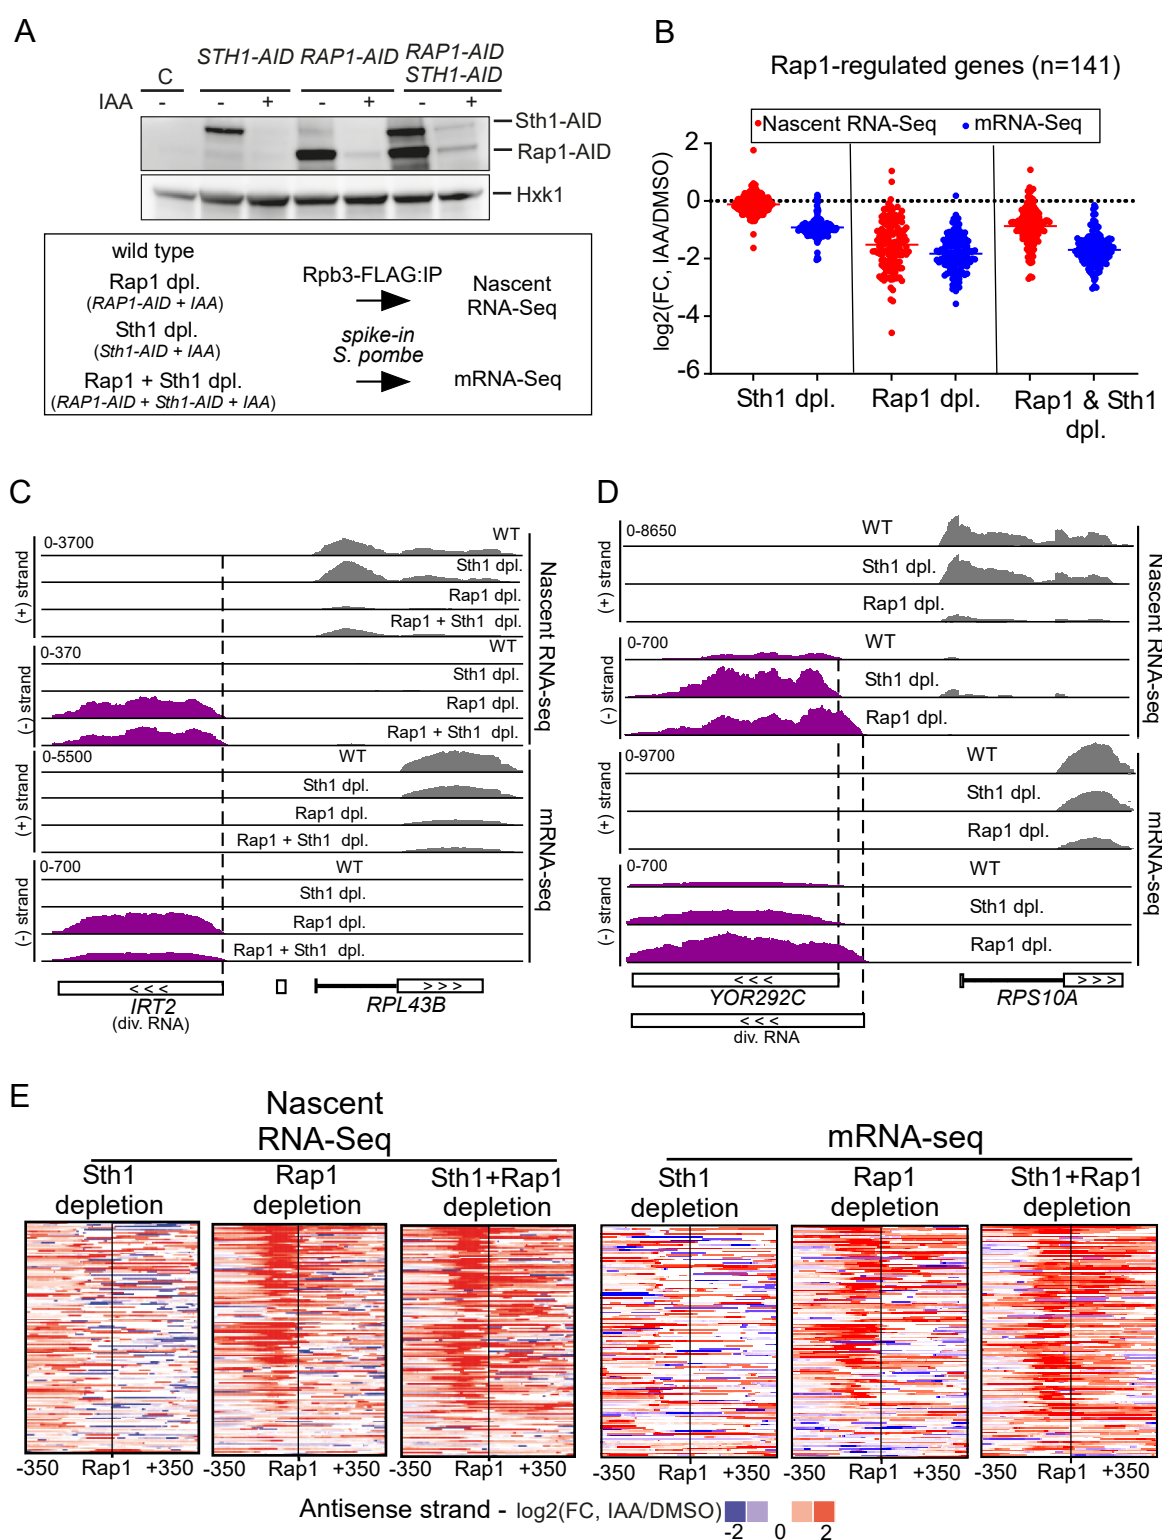 A
STH1-AID RAP1-AID RAP1-AID STH1-AID
C
IAA - - + - + - +
Sth1-AID
Rap1-AID
Hxk1
wild type
Rap1 dpl.
(RAP1-AID + IAA)
Sth1 dpl.
(Sth1-AID + IAA)
Rap1 + Sth1 dpl.
(RAP1-AID + Sth1-AID + IAA)
Rpb3-FLAG:IP
spike-in
S. pombe
Nascent
RNA-Seq
mRNA-Seq
B
Rap1-regulated genes (n=141)
Nascent RNA-Seq mRNA-Seq
log2(FC, IAA/DMSO)
2
0
-2
-4
-6
Sth1 dpl. Rap1 dpl. Rap1 & Sth1
dpl.
C
(+) strand
0-3700
WT
Sth1 dpl.
Rap1 dpl.
Rap1 + Sth1 dpl.
(-) strand
0-370
WT
Sth1 dpl.
Rap1 dpl.
Rap1 + Sth1 dpl.
Nascent RNA-seq
(+) strand
0-5500
WT
Sth1 dpl.
Rap1 dpl.
Rap1 + Sth1 dpl.
(-) strand
0-700
WT
Sth1 dpl.
Rap1 dpl.
Rap1 + Sth1 dpl.
mRNA-seq
< < <
> > >
IRT2
(div. RNA)
RPL43B
D
(+) strand
0-8650
WT
Sth1 dpl.
Rap1 dpl.
(-) strand
0-700
WT
Sth1 dpl.
Rap1 dpl.
Nascent RNA-seq
(+) strand
0-9700
WT
Sth1 dpl.
Rap1 dpl.
(-) strand
0-700
WT
Sth1 dpl.
Rap1 dpl.
mRNA-seq
< < <
> > >
YOR292C
RPS10A
< < <
div. RNA
E
Nascent
RNA-Seq
mRNA-seq
Sth1
depletion
Rap1
depletion
Sth1+Rap1
depletion
Sth1
depletion
Rap1
depletion
Sth1+Rap1
depletion
-350 Rap1 +350 -350 Rap1 +350 -350 Rap1 +350 -350 Rap1 +350 -350 Rap1 +350 -350 Rap1 +350
Antisense strand - log2(FC, IAA/DMSO)
-2 0 2